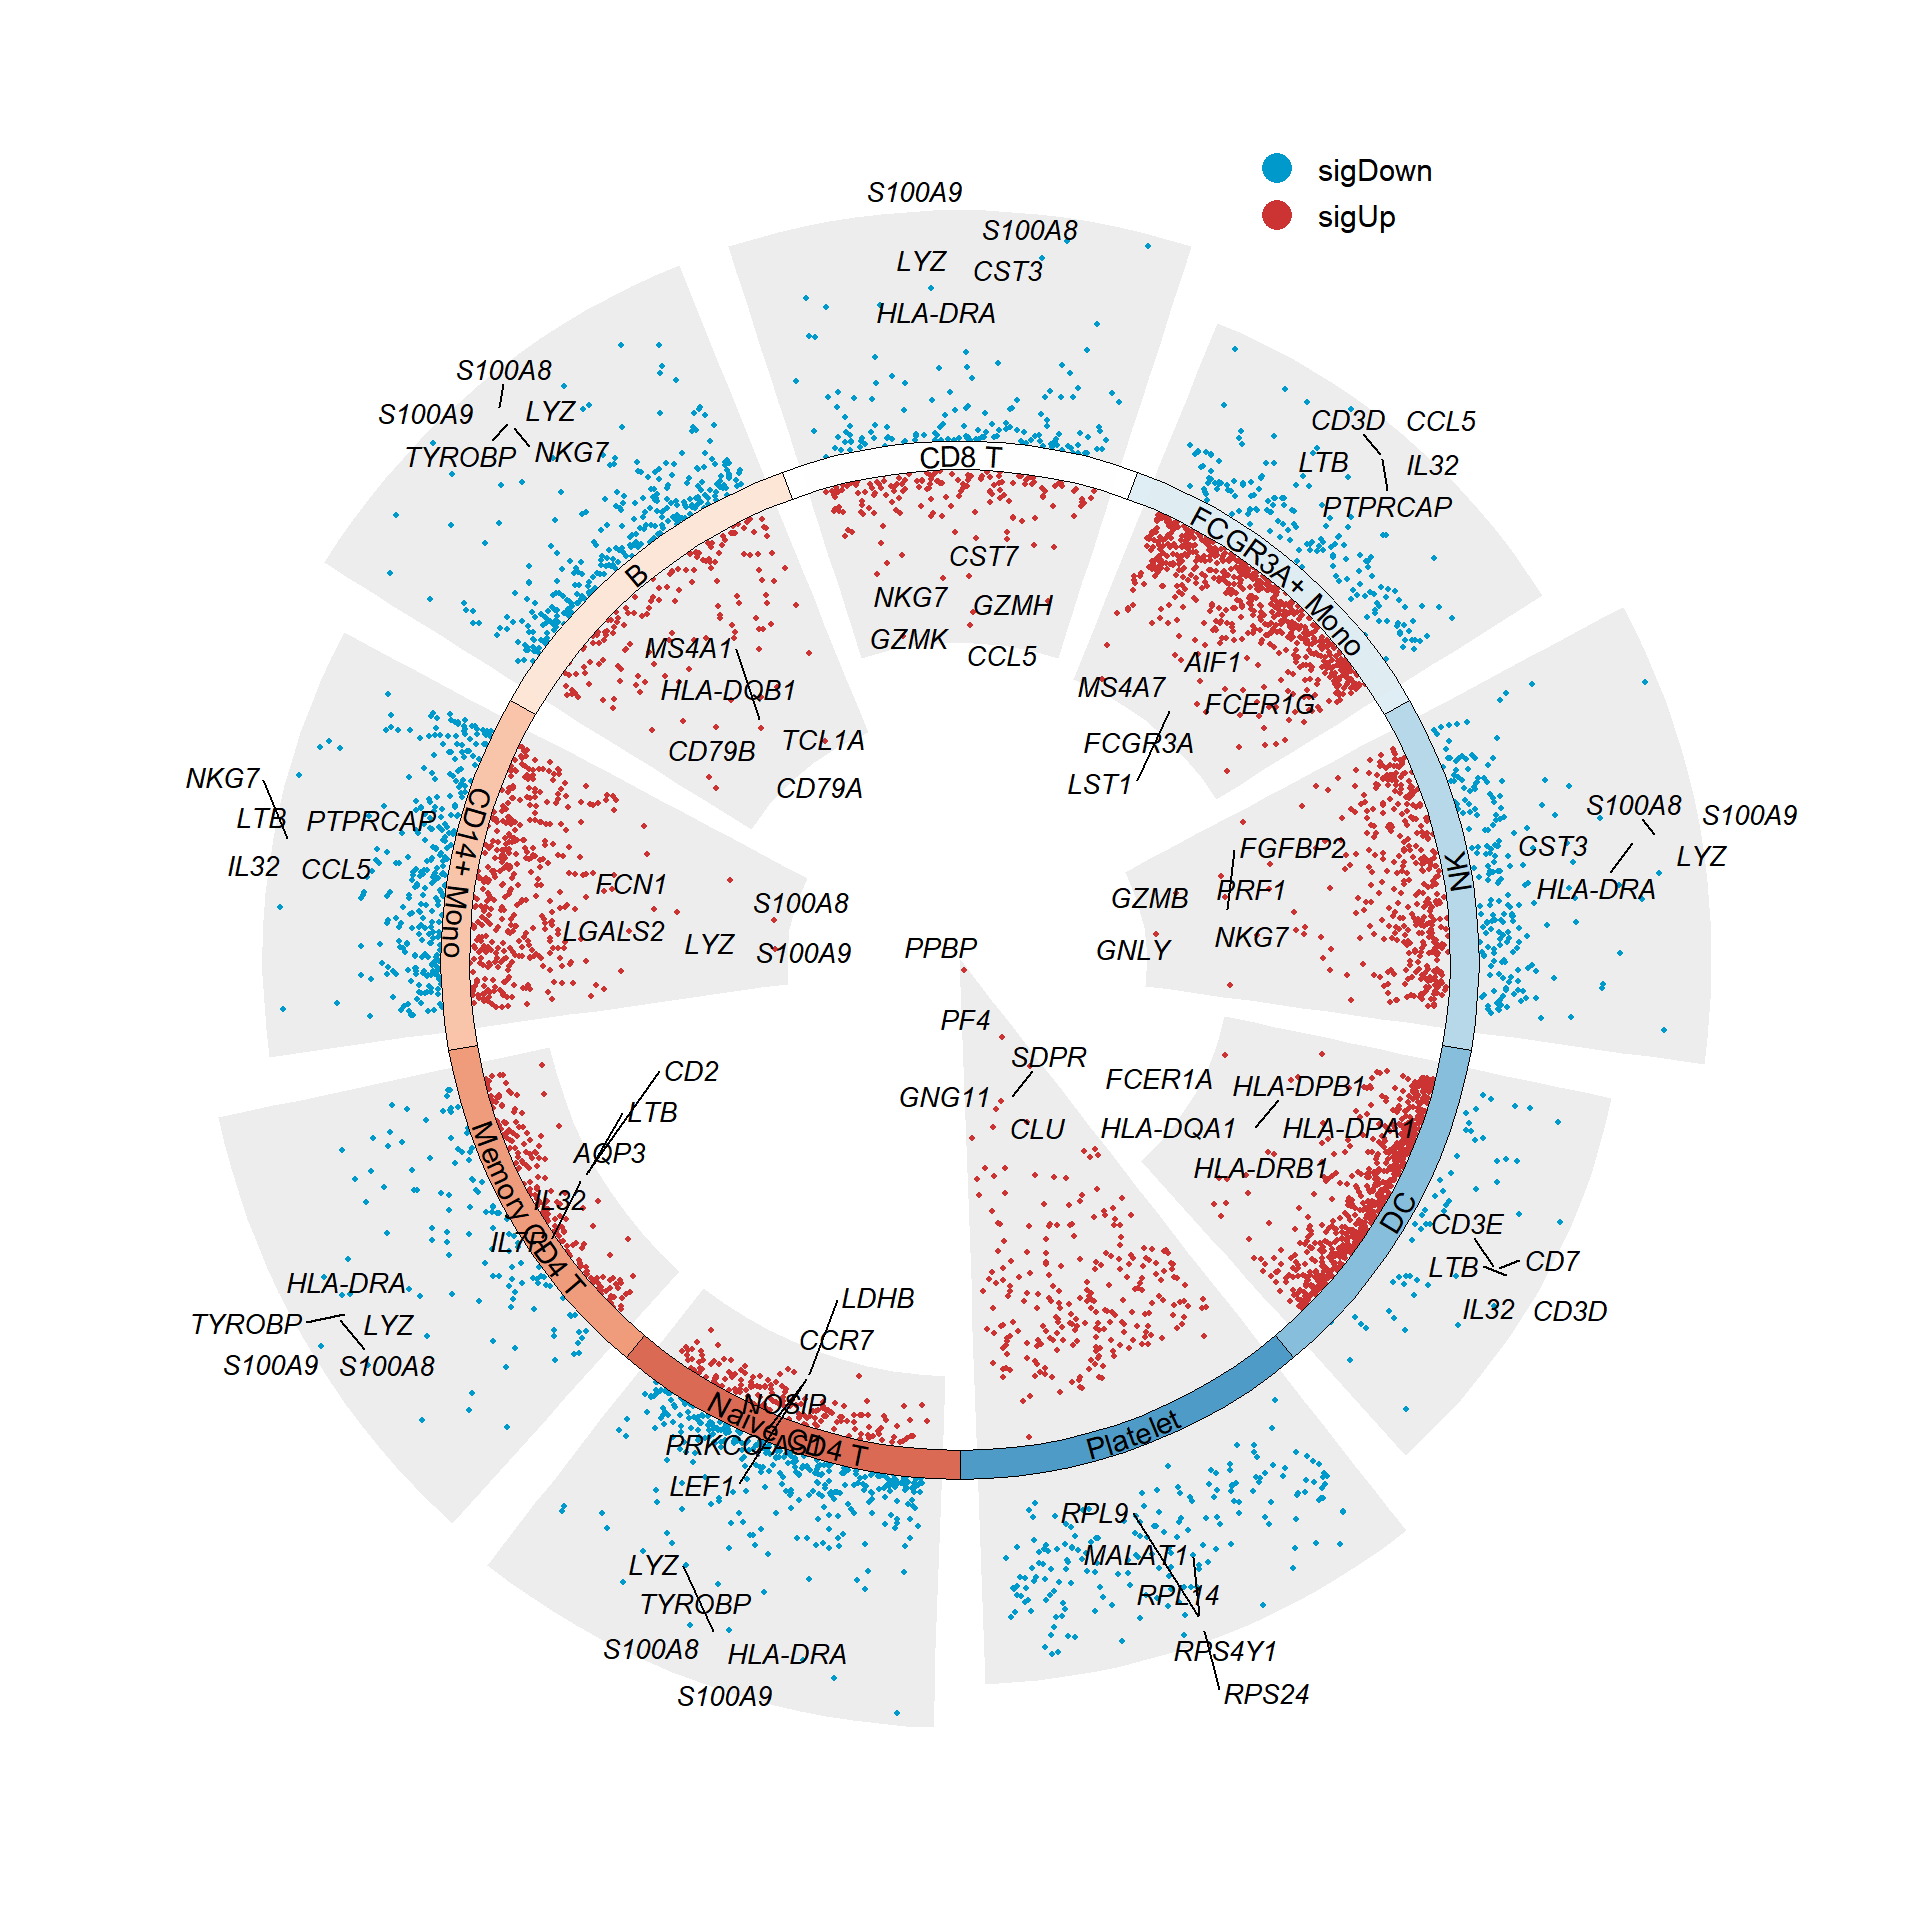 sigDown
sigUp
S100A9
S100A8
LYZ
CST3
HLA-DRA
CD8 T
CST7
NKG7
GZMH
GZMK
CCL5
CD3D
CCL5
LTB
IL32
PTPRCAP
FCGR3A+ Mono
AIF1
MS4A7
FCER1G
FCGR3A
LST1
S100A8
S100A9
CST3
LYZ
HLA-DRA
NK
FGFBP2
PRF1
GZMB
NKG7
GNLY
DC
FCER1A
HLA-DPB1
HLA-DQA1
HLA-DPA1
HLA-DRB1
CD3E
LTB
CD7
IL32
CD3D
Platelet
PPBP
PF4
SDPR
GNG11
CLU
RPL9
MALAT1
RPL14
RPS4Y1
RPS24
Naive CD4 T
LDHB
CCR7
NOSIP
PRKCQ-AS1
LEF1
LYZ
TYROBP
S100A8
HLA-DRA
S100A9
Memory CD4 T
CD2
LTB
AQP3
IL32
IL7R
HLA-DRA
TYROBP
LYZ
S100A9
S100A8
CD14+ Mono
NKG7
LTB
PTPRCAP
IL32
CCL5
FCN1
S100A8
LGALS2
LYZ
S100A9
B
S100A8
S100A9
LYZ
TYROBP
NKG7
MS4A1
HLA-DQB1
CD79B
TCL1A
CD79A